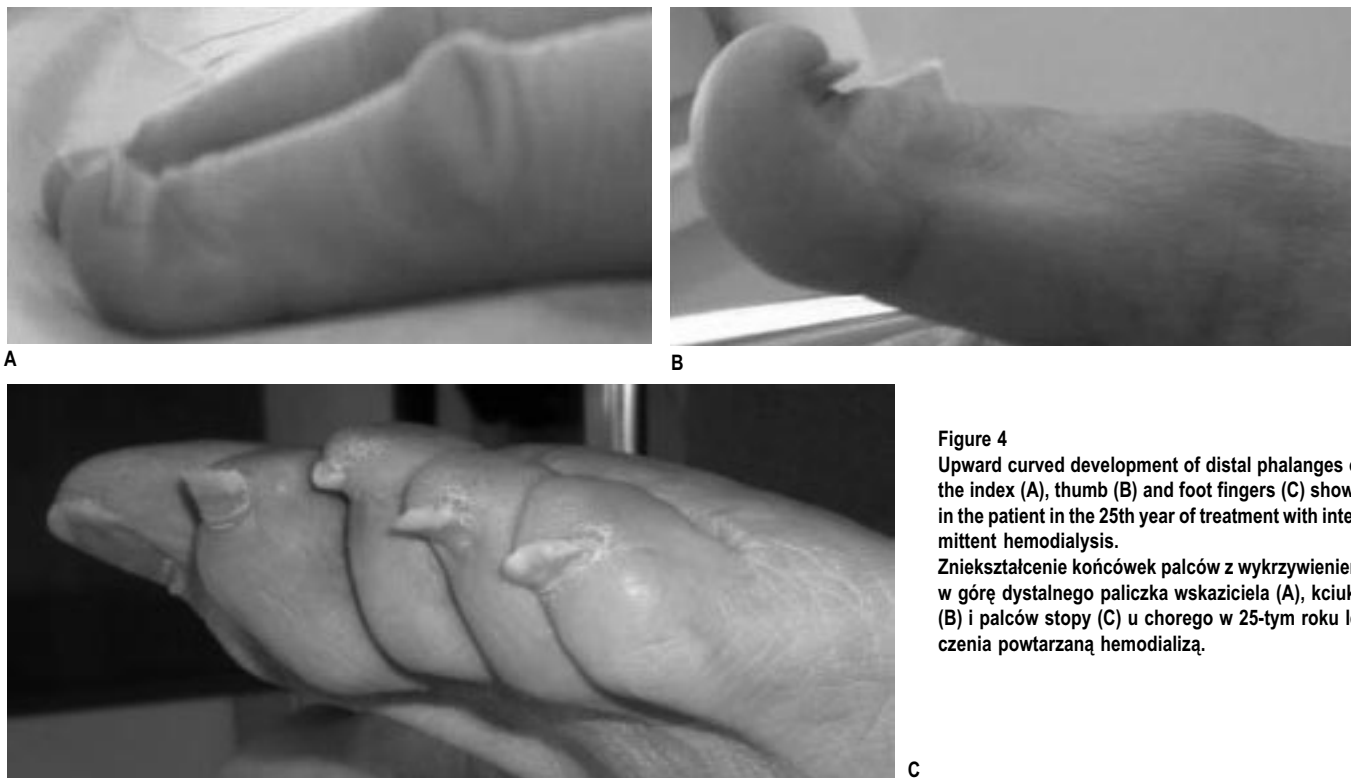 A
B
C
Figure 4
Upward curved development of distal phalanges
the index (A), thumb (B) and foot fingers (C)
in the patient in the 25th year of treatment with
mittent hemodialysis.
Zniekształcenie końcówek palców z
w górę dystalnego paliczka wskaziciela (A),
(B) i palców stopy (C) u chorego w 25-tym roku
czenia powtarzaną hemodializą.